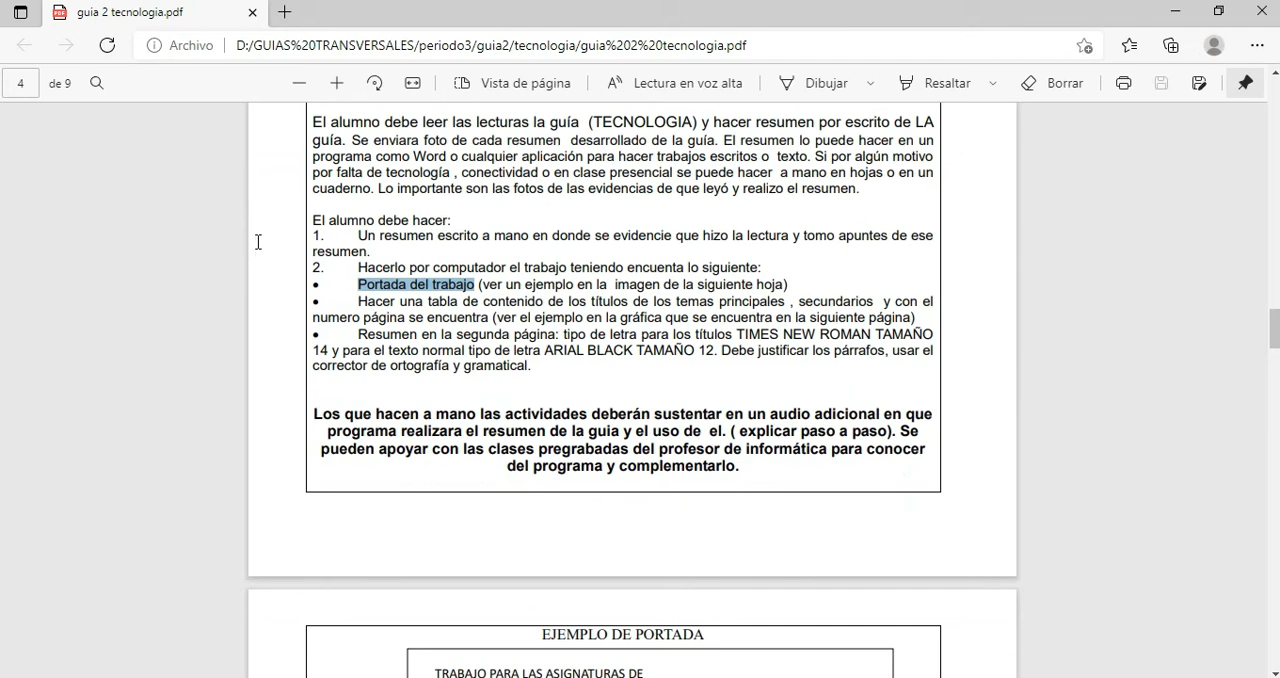 guia 2 tecnologia.pdf
Archivo
D:/GUIAS%20TRANSVERSALES/periodo3/guia2/tecnologia/guia%202%20tecnologia.pdf
4 de 9
Vista de página
Lectura en voz alta
Dibujar
Resaltar
Borrar
El alumno debe leer las lecturas la guía (TECNOLOGIA) y hacer resumen por escrito de LA
guía. Se enviara foto de cada resumen desarrollado de la guía. El resumen lo puede hacer en un
programa como Word o cualquier aplicación para hacer trabajos escritos o texto. Si por algún motivo
por falta de tecnología , conectividad o en clase presencial se puede hacer a mano en hojas o en un
cuaderno. Lo importante son las fotos de las evidencias de que leyó y realizo el resumen.
El alumno debe hacer:
1. Un resumen escrito a mano en donde se evidencie que hizo la lectura y tomo apuntes de ese
resumen.
2. Hacerlo por computador el trabajo teniendo encuenta lo siguiente:
• Portada del trabajo (ver un ejemplo en la imagen de la siguiente hoja)
• Hacer una tabla de contenido de los títulos de los temas principales , secundarios y con el
numero página se encuentra (ver el ejemplo en la gráfica que se encuentra en la siguiente página)
• Resumen en la segunda página: tipo de letra para los títulos TIMES NEW ROMAN TAMAÑO
14 y para el texto normal tipo de letra ARIAL BLACK TAMAÑO 12. Debe justificar los párrafos, usar el
corrector de ortografía y gramatical.
Los que hacen a mano las actividades deberán sustentar en un audio adicional en que
programa realizara el resumen de la guia y el uso de el. ( explicar paso a paso). Se
pueden apoyar con las clases pregrabadas del profesor de informática para conocer
del programa y complementarlo.
EJEMPLO DE PORTADA
TRABAJO PARA LAS ASIGNATURAS DE